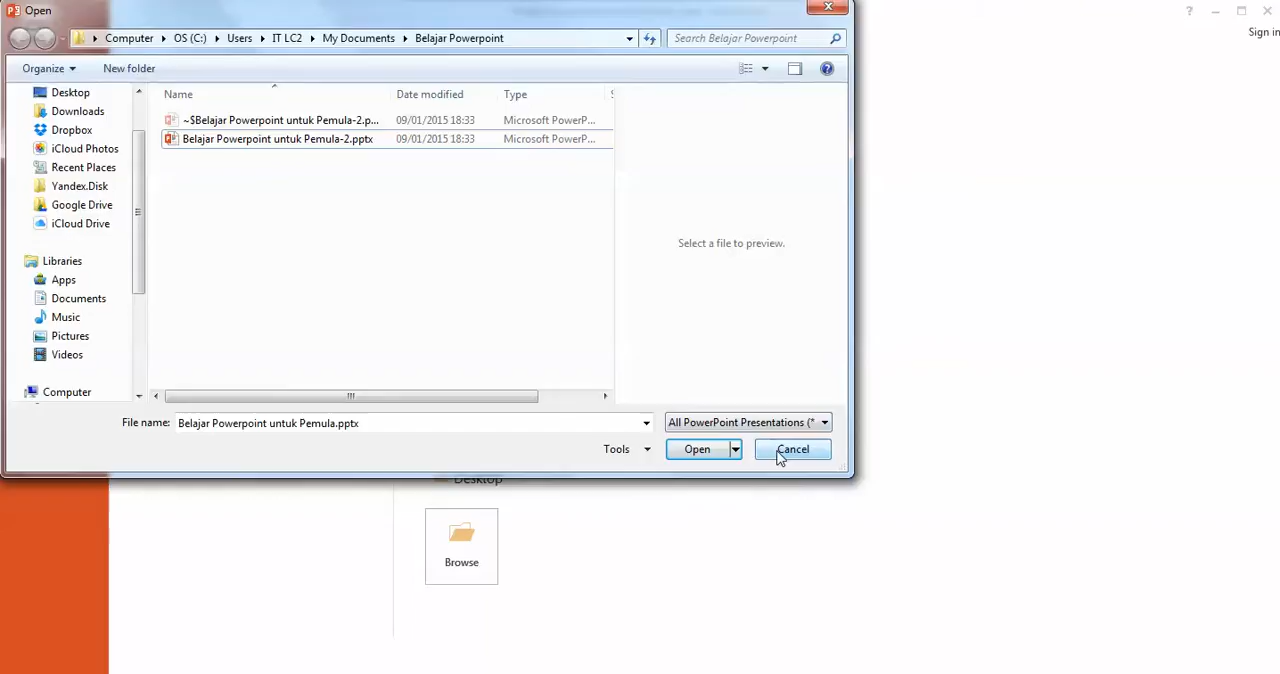 Open
Computer OS (C:) Users IT LC2 My Documents Belajar Powerpoint
Search Belajar Powerpoint
Sign in
Organize
New folder
Name
Date modified
Type
~$Belajar Powerpoint untuk Pemula-2.p... 09/01/2015 18:33 Microsoft PowerP...
Belajar Powerpoint untuk Pemula-2.pptx 09/01/2015 18:33 Microsoft PowerP...
Desktop
Downloads
Dropbox
iCloud Photos
Recent Places
Yandex.Disk
Google Drive
iCloud Drive
Libraries
Apps
Documents
Music
Pictures
Videos
Computer
Select a file to preview.
File name: Belajar Powerpoint untuk Pemula.pptx
All PowerPoint Presentations (*
Tools
Open
Cancel
Desktop
Browse